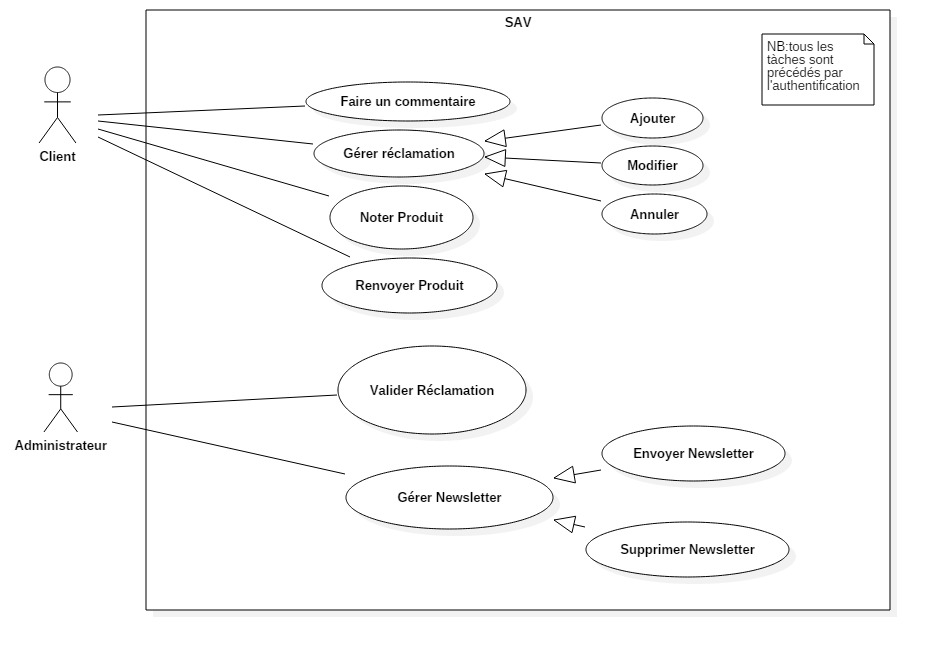 SAV
NB:tous les
tàches sont
précédés par
l'authentification
Client
Faire un commentaire
Gérer réclamation
Noter Produit
Renvoyer Produit
Ajouter
Modifier
Annuler
Administrateur
Valider Réclamation
Gérer Newsletter
Envoyer Newsletter
Supprimer Newsletter